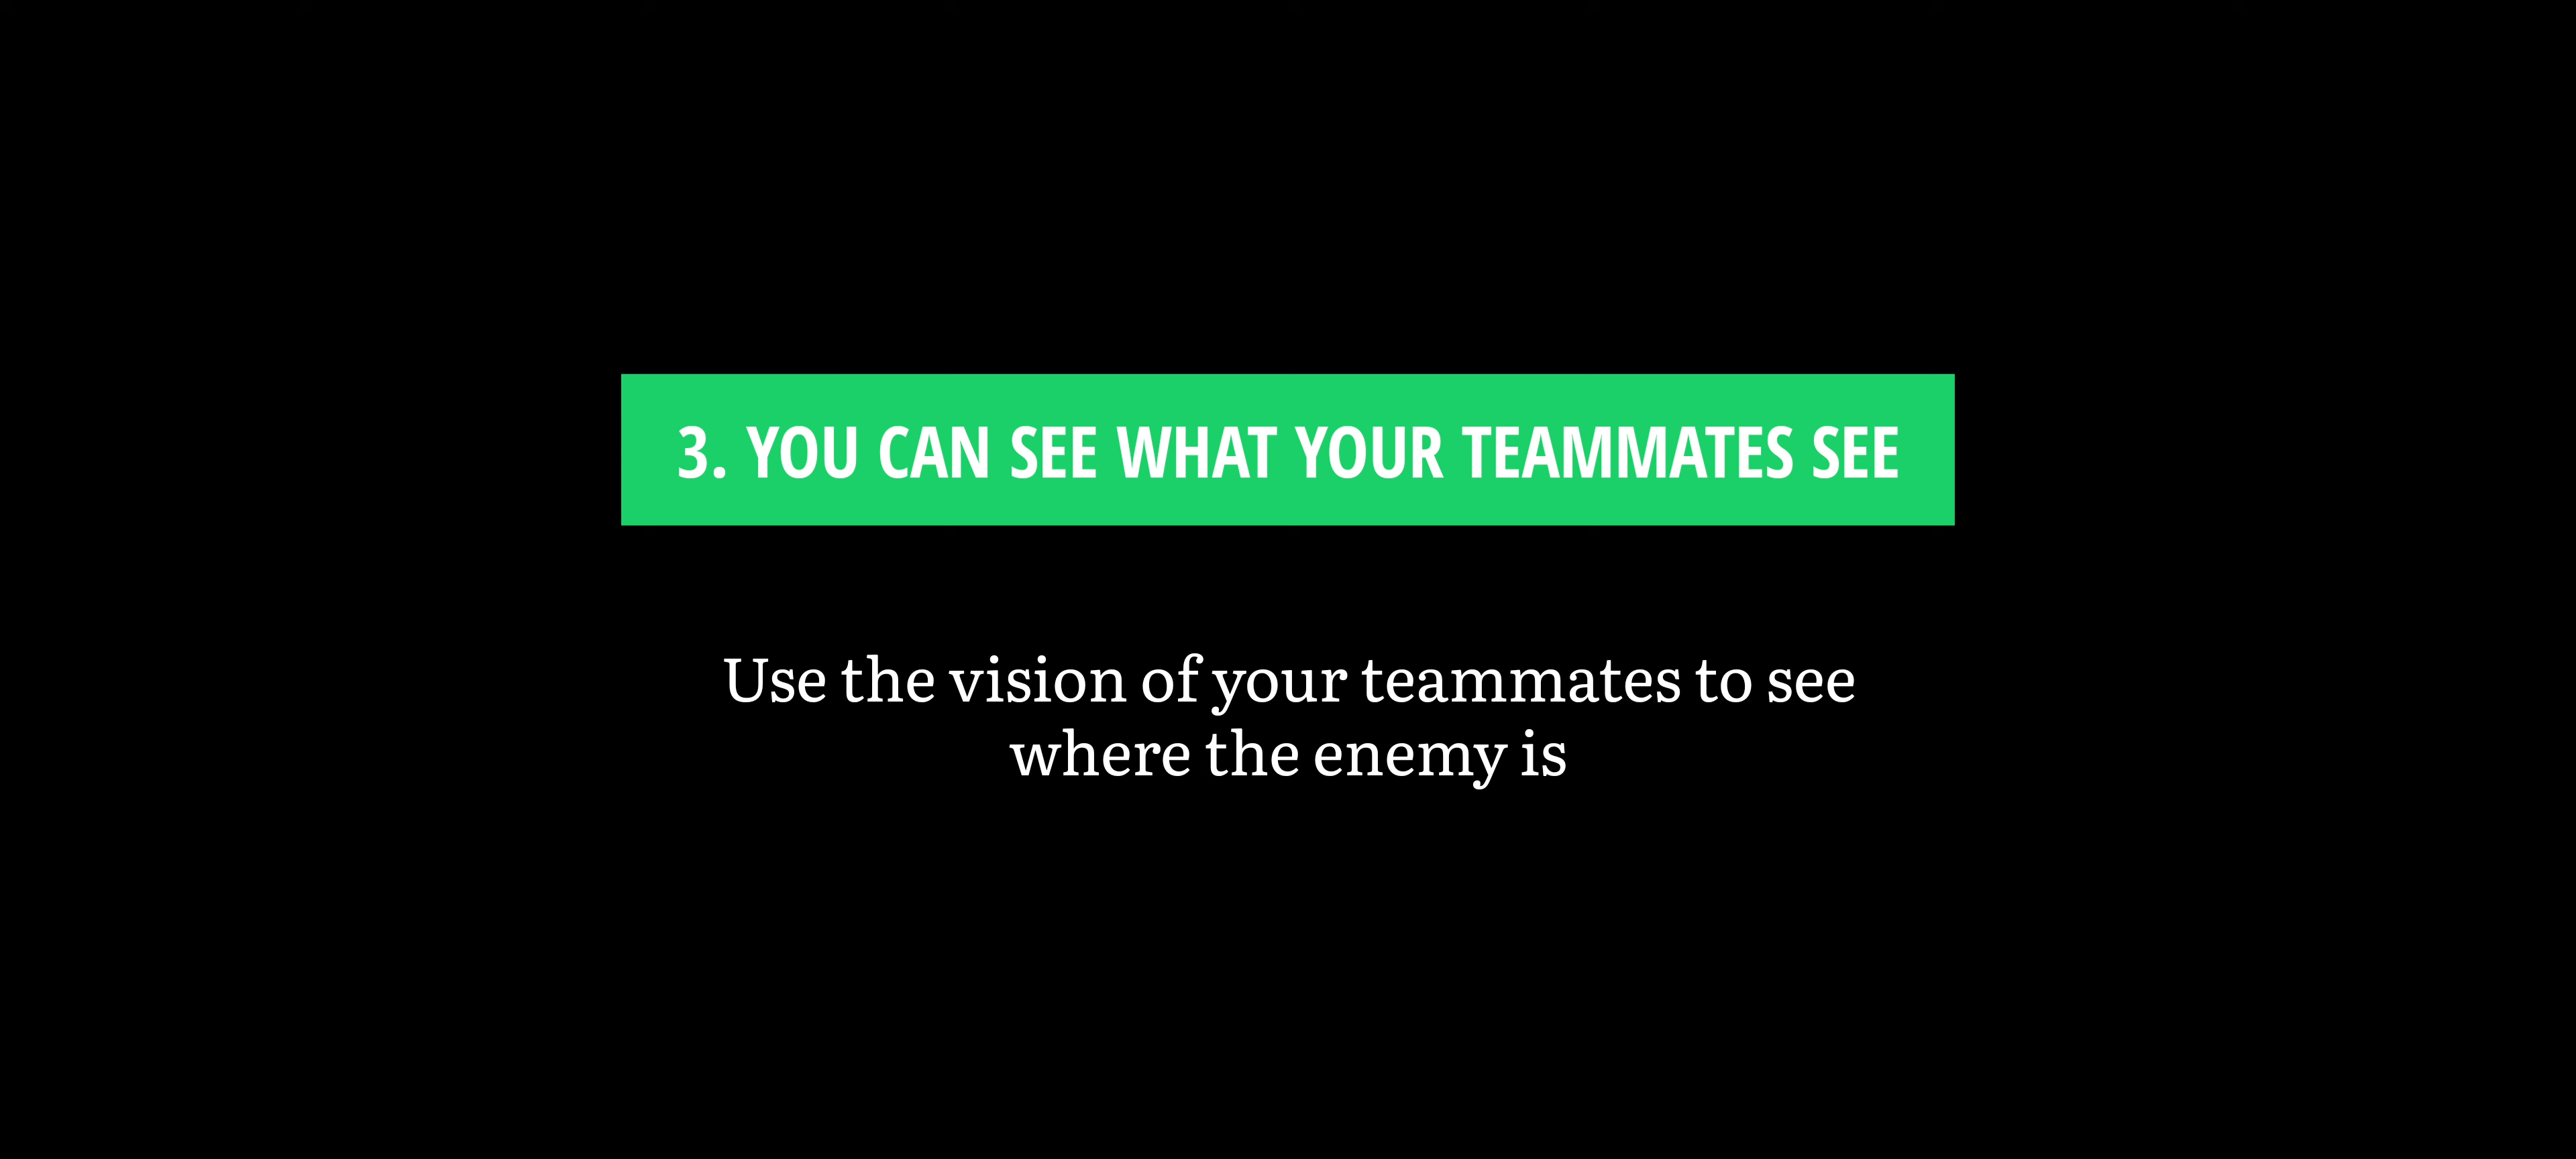 3. YOU CAN SEE WHAT YOUR TEAMMATES SEE
Use the vision of your teammates to see
where the enemy is